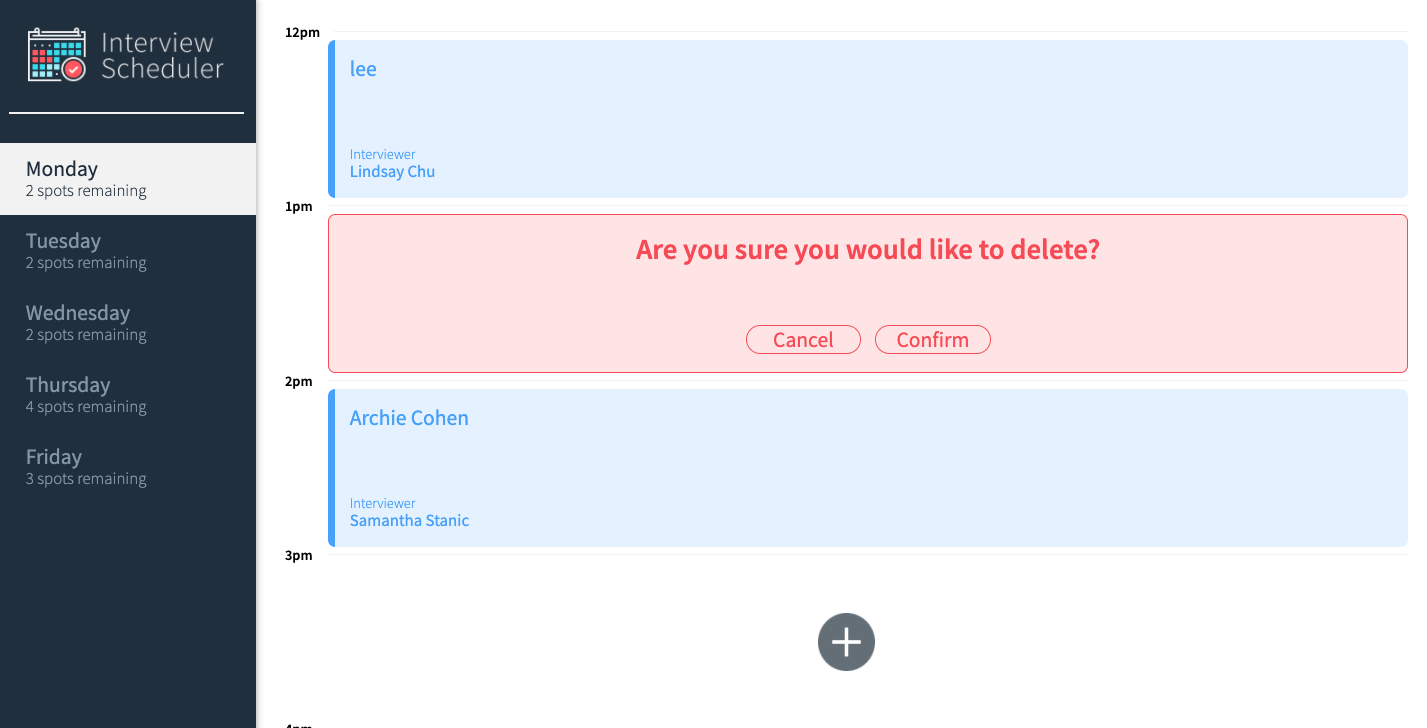 Interview
Scheduler
Monday
2 spots remaining
Tuesday
2 spots remaining
Wednesday
2 spots remaining
Thursday
4 spots remaining
Friday
3 spots remaining
12pm
lee
Interviewer
Lindsay Chu
1pm
Are you sure you would like to delete?
Cancel Confirm
2pm
Archie Cohen
Interviewer
Samantha Stanic
3pm